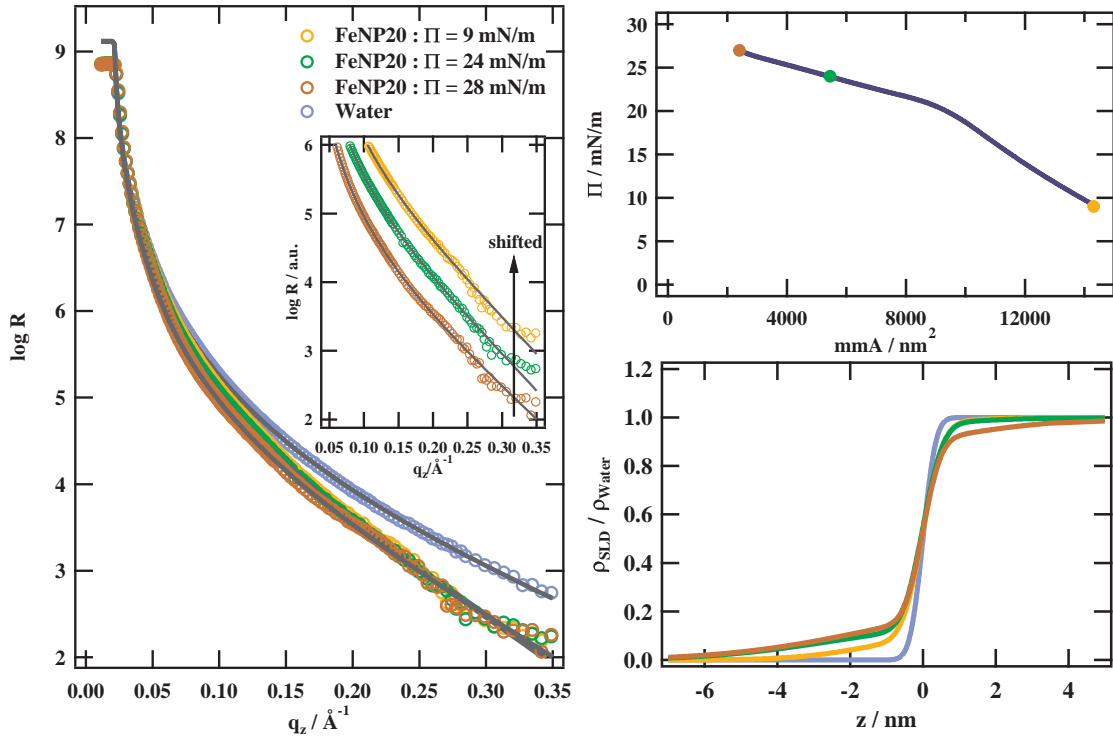 FeNP20 : Π = 9 mN/m
FeNP20 : Π = 24 mN/m
FeNP20 : Π = 28 mN/m
Water
9
8
7
6
5
4
3
2
log R
0.00 0.05 0.10 0.15 0.20 0.25 0.30 0.35
q_z / Å⁻¹
shifted
6
5
4
3
2
log R / a.u.
0.05 0.10 0.15 0.20 0.25 0.30 0.35
q_z/Å⁻¹
30
25
20
15
10
5
0
Π / mN/m
0 4000 8000 12000
mmA / nm²
1.2
1.0
0.8
0.6
0.4
0.2
0.0
ρ_SLD / ρ_Water
-6 -4 -2 0 2 4
z / nm